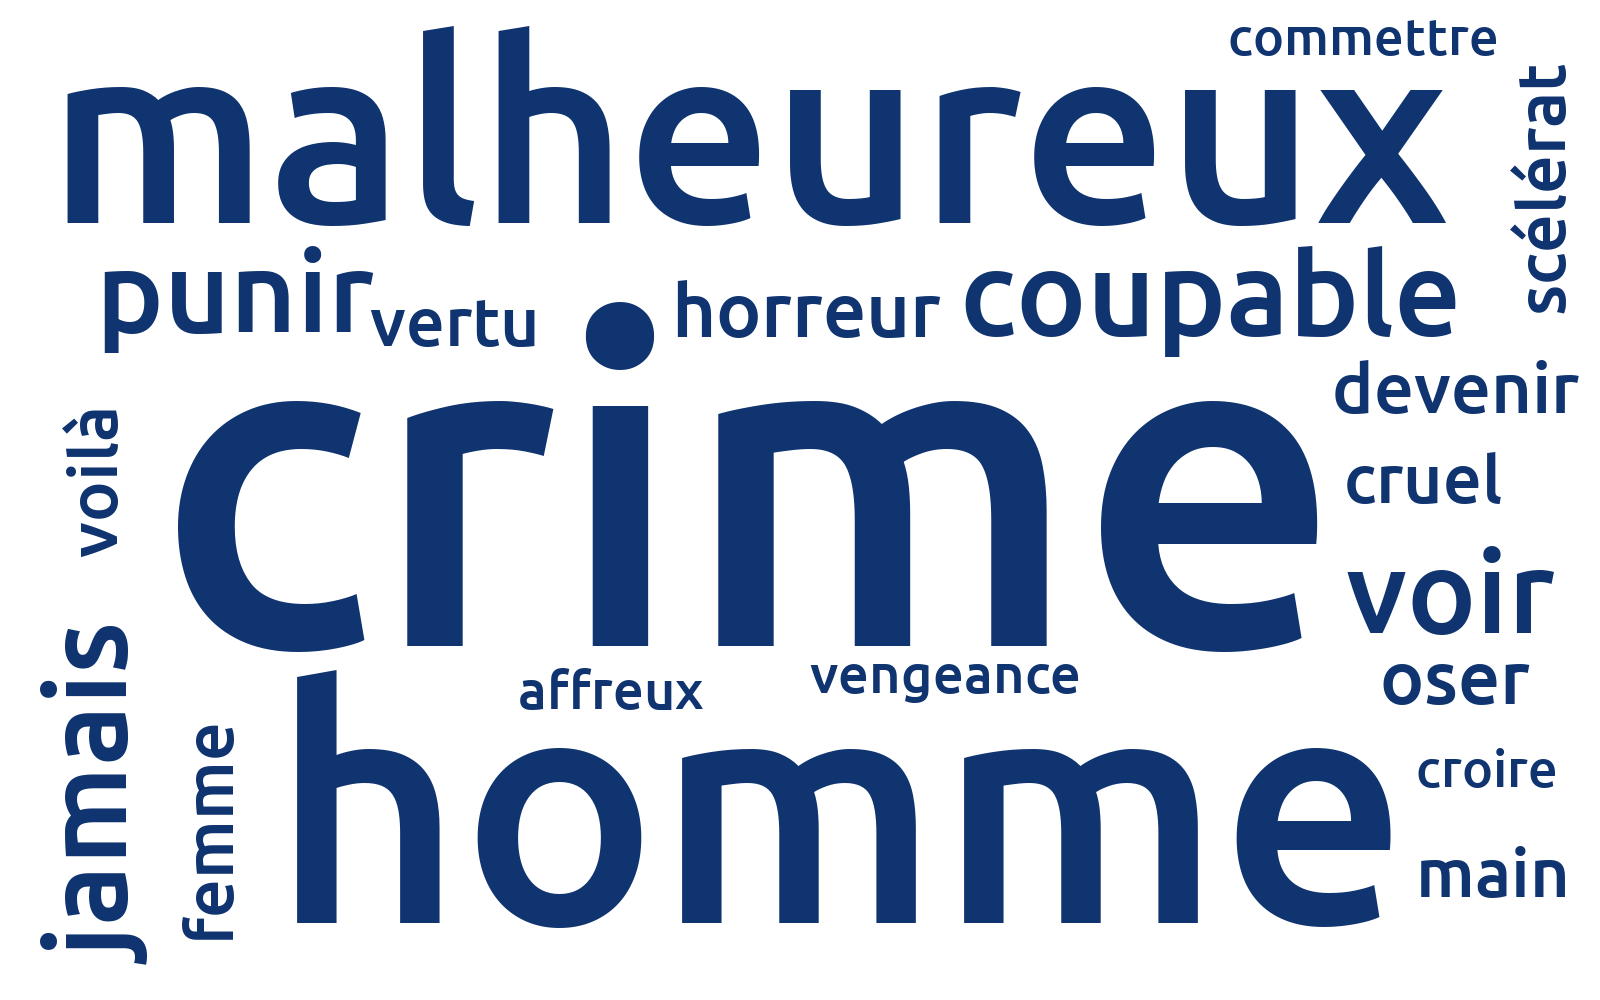 commettre
malheureux
scélérat
punir
vertu
horreur
coupable
devenir
voilà
crime
cruel
voir
jamais
affreux
vengeance
oser
femme
homme
croire
main